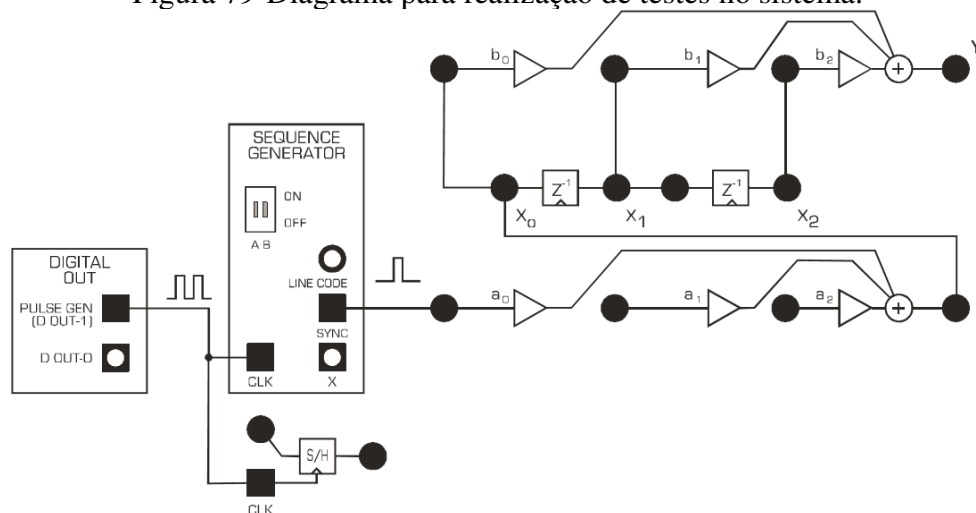 Figura 79-Diagrama para realização de testes no sistema.
b0 b1 b2 + Y
SEQUENCE
GENERATOR
ON
OFF
A B
Z-1 Z-1
X0 X1 X2
DIGITAL
OUT
PULSE GEN
(D OUT-1)
D OUT-0
LINE CODE
SYNC
CLK X
a0 a1 a2 +
S/H
CLK